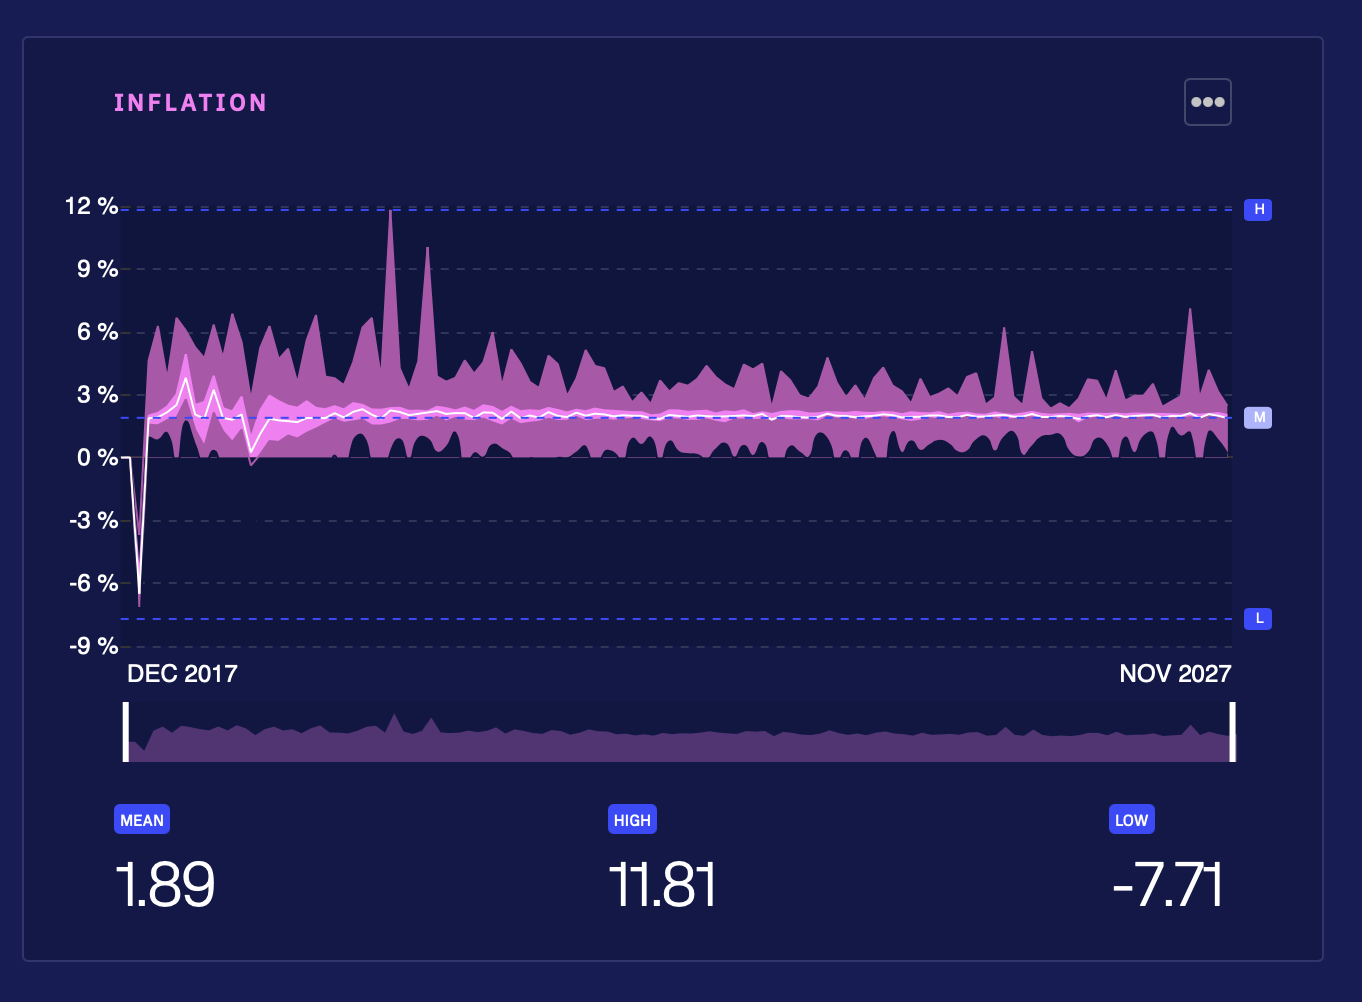 INFLATION
12 %
H
9 %
6 %
3 %
M
0 %
-3 %
-6 %
L
-9 %
DEC 2017 NOV 2027
MEAN HIGH LOW
1.89 11.81 -7.71